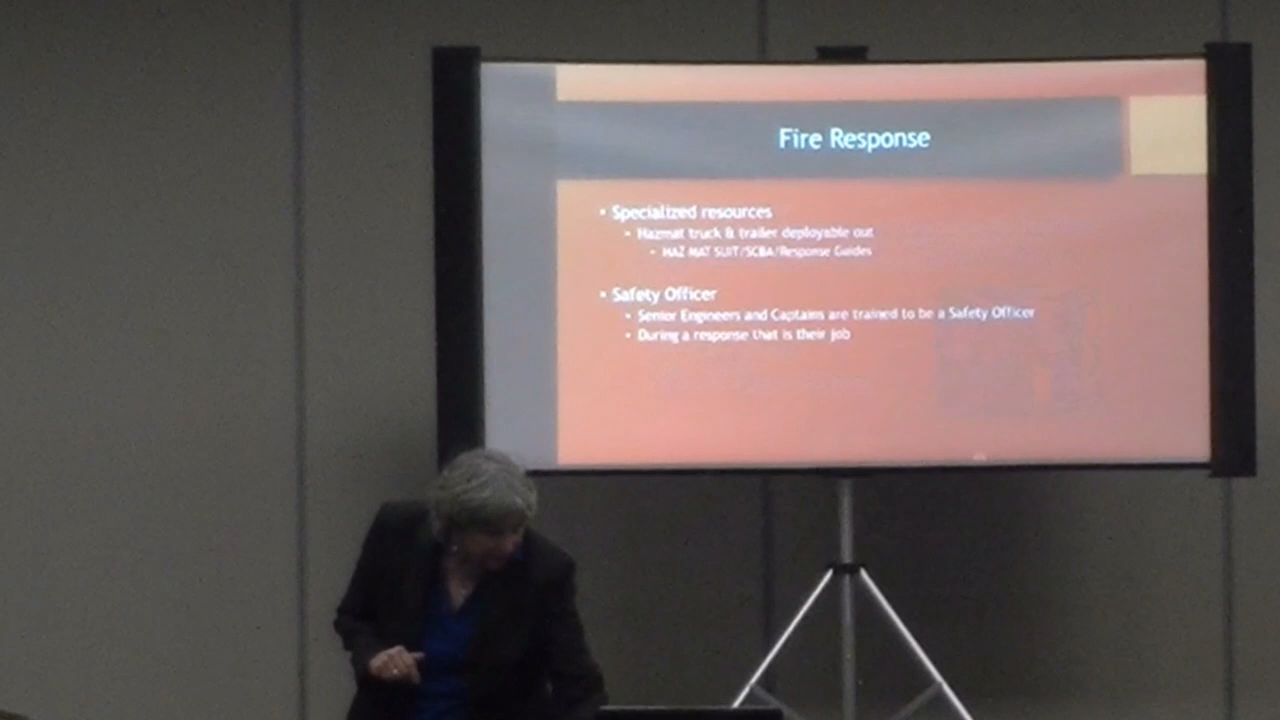 Fire Response
• Specialized resources
• Hazmat truck & trailer deployable out
• HAZ MAT SUIT/SCBA/Response Guides
• Safety Officer
• Senior Engineers and Captains are trained to be a Safety Officer
• During a response that is their job